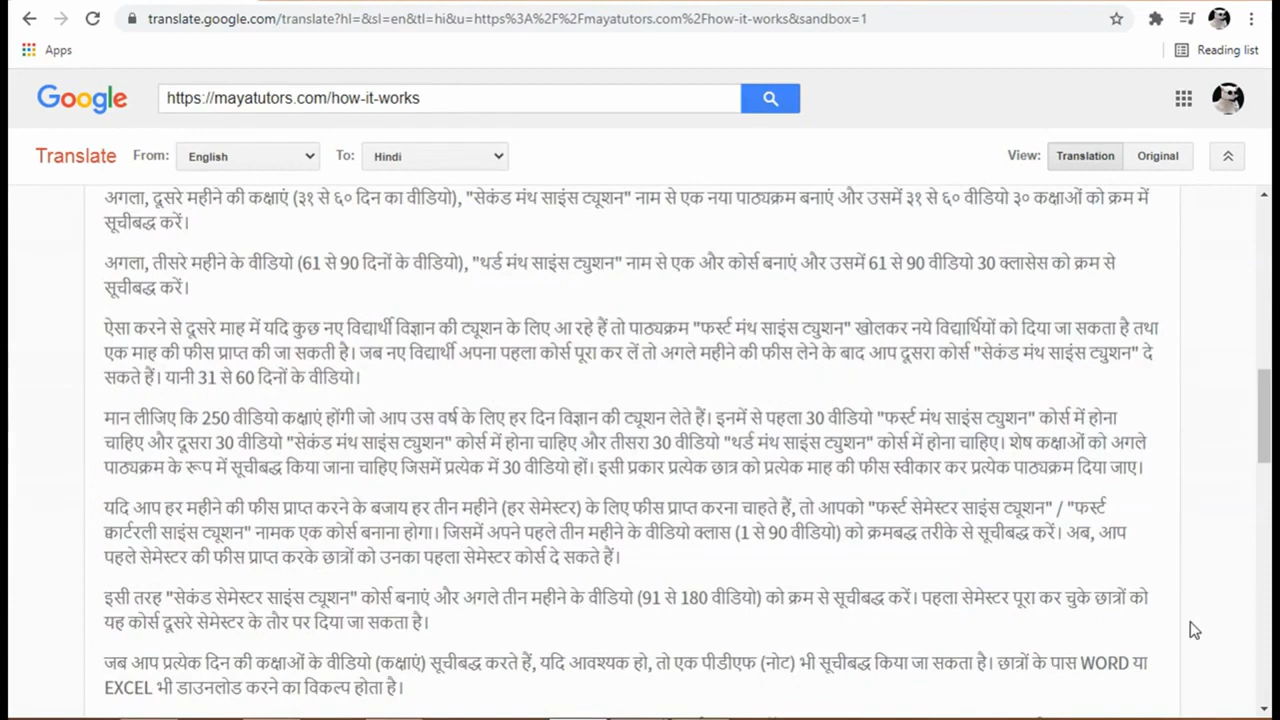 translate.google.com/translate?hl=&sl=en&tl=hi&u=https%3A%2F%2Fmayatutors.com%2Fhow-it-works&sandbox=1
Apps
Reading list
Google
https://mayatutors.com/how-it-works
Translate
From:
English
To:
Hindi
View:
Translation
Original
अगला, दूसरे महीने की कक्षाएं (३१ से ६० दिन का वीडियो), "सेकंड मंथ साइंस ट्यूशन" नाम से एक नया पाठ्यक्रम बनाएं और उसमें ३१ से ६० वीडियो ३० कक्षाओं को क्रम में
सूचीबद्ध करें।
अगला, तीसरे महीने के वीडियो (61 से 90 दिनों के वीडियो), "थर्ड मंथ साइंस ट्युशन" नाम से एक और कोर्स बनाएं और उसमें 61 से 90 वीडियो 30 क्लासेस को क्रम से
सूचीबद्ध करें।
ऐसा करने से दूसरे माह में यदि कुछ नए विद्यार्थी विज्ञान की ट्यूशन के लिए आ रहे हैं तो पाठ्यक्रम "फर्स्ट मंथ साइंस ट्युशन" खोलकर नये विद्यार्थियों को दिया जा सकता है तथा
एक माह की फीस प्राप्त की जा सकती है। जब नए विद्यार्थी अपना पहला कोर्स पूरा कर लें तो अगले महीने की फीस लेने के बाद आप दूसरा कोर्स "सेकंड मंथ साइंस ट्युशन" दे
सकते हैं। यानी 31 से 60 दिनों के वीडियो।
मान लीजिए कि 250 वीडियो कक्षाएं होंगी जो आप उस वर्ष के लिए हर दिन विज्ञान की ट्यूशन लेते हैं। इनमें से पहला 30 वीडियो "फर्स्ट मंथ साइंस ट्युशन" कोर्स में होना
चाहिए और दूसरा 30 वीडियो "सेकंड मंथ साइंस ट्युशन" कोर्स में होना चाहिए और तीसरा 30 वीडियो "थर्ड मंथ साइंस ट्युशन" कोर्स में होना चाहिए। शेष कक्षाओं को अगले
पाठ्यक्रम के रूप में सूचीबद्ध किया जाना चाहिए जिसमें प्रत्येक में 30 वीडियो हों। इसी प्रकार प्रत्येक छात्र को प्रत्येक माह की फीस स्वीकार कर प्रत्येक पाठ्यक्रम दिया जाए।
यदि आप हर महीने की फीस प्राप्त करने के बजाय हर तीन महीने (हर सेमेस्टर) के लिए फीस प्राप्त करना चाहते हैं, तो आपको "फर्स्ट सेमेस्टर साइंस ट्यूशन" / "फर्स्ट
क्वार्टरली साइंस ट्यूशन" नामक एक कोर्स बनाना होगा। जिसमें अपने पहले तीन महीने के वीडियो क्लास (1 से 90 वीडियो) को क्रमबद्ध तरीके से सूचीबद्ध करें। अब, आप
पहले सेमेस्टर की फीस प्राप्त करके छात्रों को उनका पहला सेमेस्टर कोर्स दे सकते हैं।
इसी तरह "सेकंड सेमेस्टर साइंस ट्यूशन" कोर्स बनाएं और अगले तीन महीने के वीडियो (91 से 180 वीडियो) को क्रम से सूचीबद्ध करें। पहला सेमेस्टर पूरा कर चुके छात्रों को
यह कोर्स दूसरे सेमेस्टर के तौर पर दिया जा सकता है।
जब आप प्रत्येक दिन की कक्षाओं के वीडियो (कक्षाएं) सूचीबद्ध करते हैं, यदि आवश्यक हो, तो एक पीडीएफ (नोट) भी सूचीबद्ध किया जा सकता है। छात्रों के पास WORD या
EXCEL भी डाउनलोड करने का विकल्प होता है।